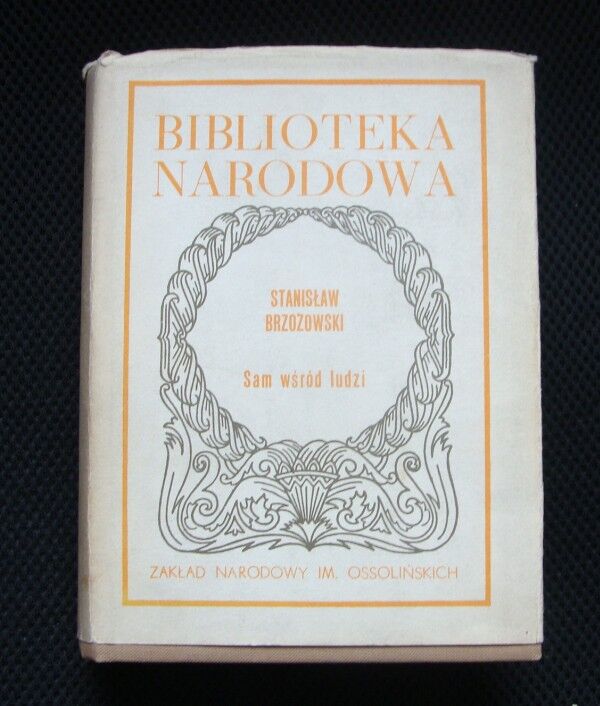 BIBLIOTEKA
NARODOWA
STANISŁAW
BRZOZOWSKI
Sam wśród ludzi
ZAKŁAD NARODOWY IM. OSSOLIŃSKICH